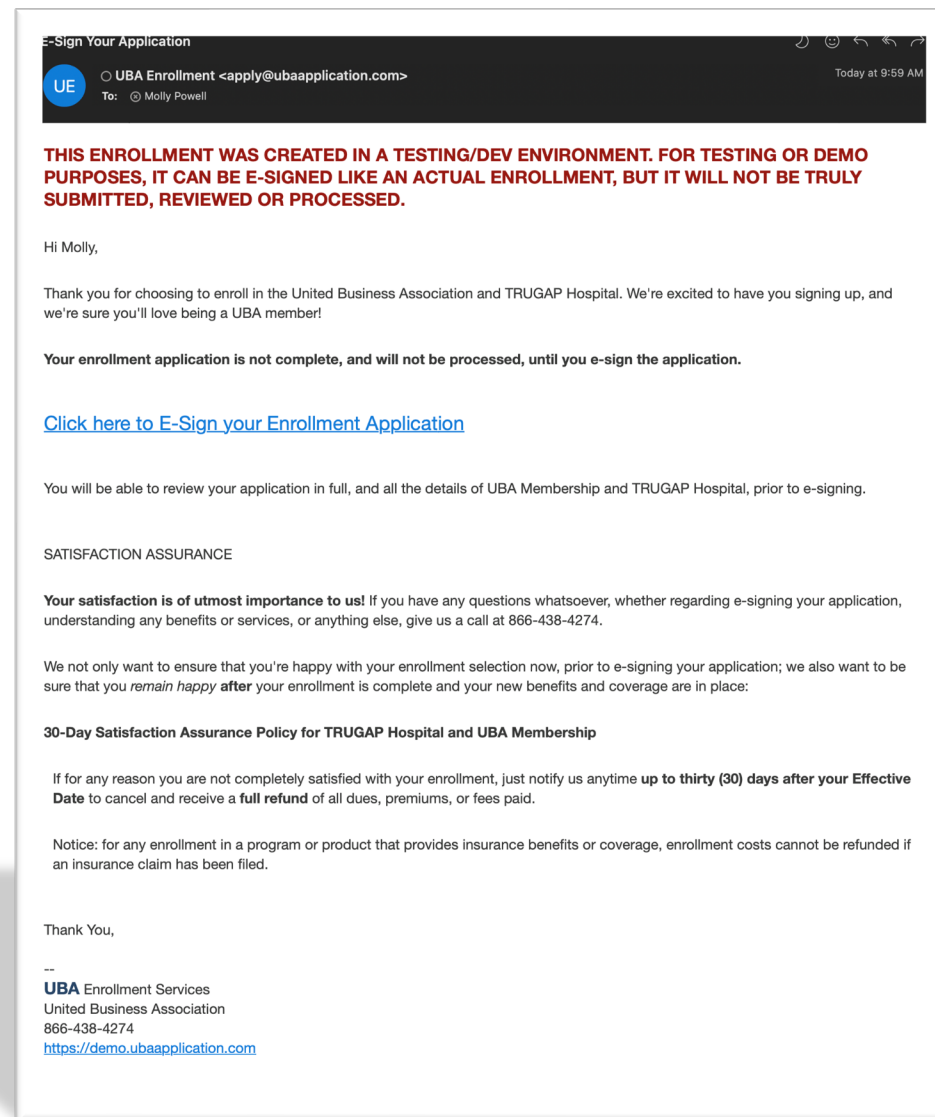 E-Sign Your Application
UE
UBA Enrollment <apply@ubaapplication.com>
Today at 9:59 AM
To: Molly Powell
THIS ENROLLMENT WAS CREATED IN A TESTING/DEV ENVIRONMENT. FOR TESTING OR DEMO
PURPOSES, IT CAN BE E-SIGNED LIKE AN ACTUAL ENROLLMENT, BUT IT WILL NOT BE TRULY
SUBMITTED, REVIEWED OR PROCESSED.
Hi Molly,
Thank you for choosing to enroll in the United Business Association and TRUGAP Hospital. We're excited to have you signing up, and
we're sure you'll love being a UBA member!
Your enrollment application is not complete, and will not be processed, until you e-sign the application.
Click here to E-Sign your Enrollment Application
You will be able to review your application in full, and all the details of UBA Membership and TRUGAP Hospital, prior to e-signing.
SATISFACTION ASSURANCE
Your satisfaction is of utmost importance to us! If you have any questions whatsoever, whether regarding e-signing your application,
understanding any benefits or services, or anything else, give us a call at 866-438-4274.
We not only want to ensure that you're happy with your enrollment selection now, prior to e-signing your application; we also want to be
sure that you remain happy after your enrollment is complete and your new benefits and coverage are in place:
30-Day Satisfaction Assurance Policy for TRUGAP Hospital and UBA Membership
If for any reason you are not completely satisfied with your enrollment, just notify us anytime up to thirty (30) days after your Effective
Date to cancel and receive a full refund of all dues, premiums, or fees paid.
Notice: for any enrollment in a program or product that provides insurance benefits or coverage, enrollment costs cannot be refunded if
an insurance claim has been filed.
Thank You,
--
UBA Enrollment Services
United Business Association
866-438-4274
https://demo.ubaapplication.com